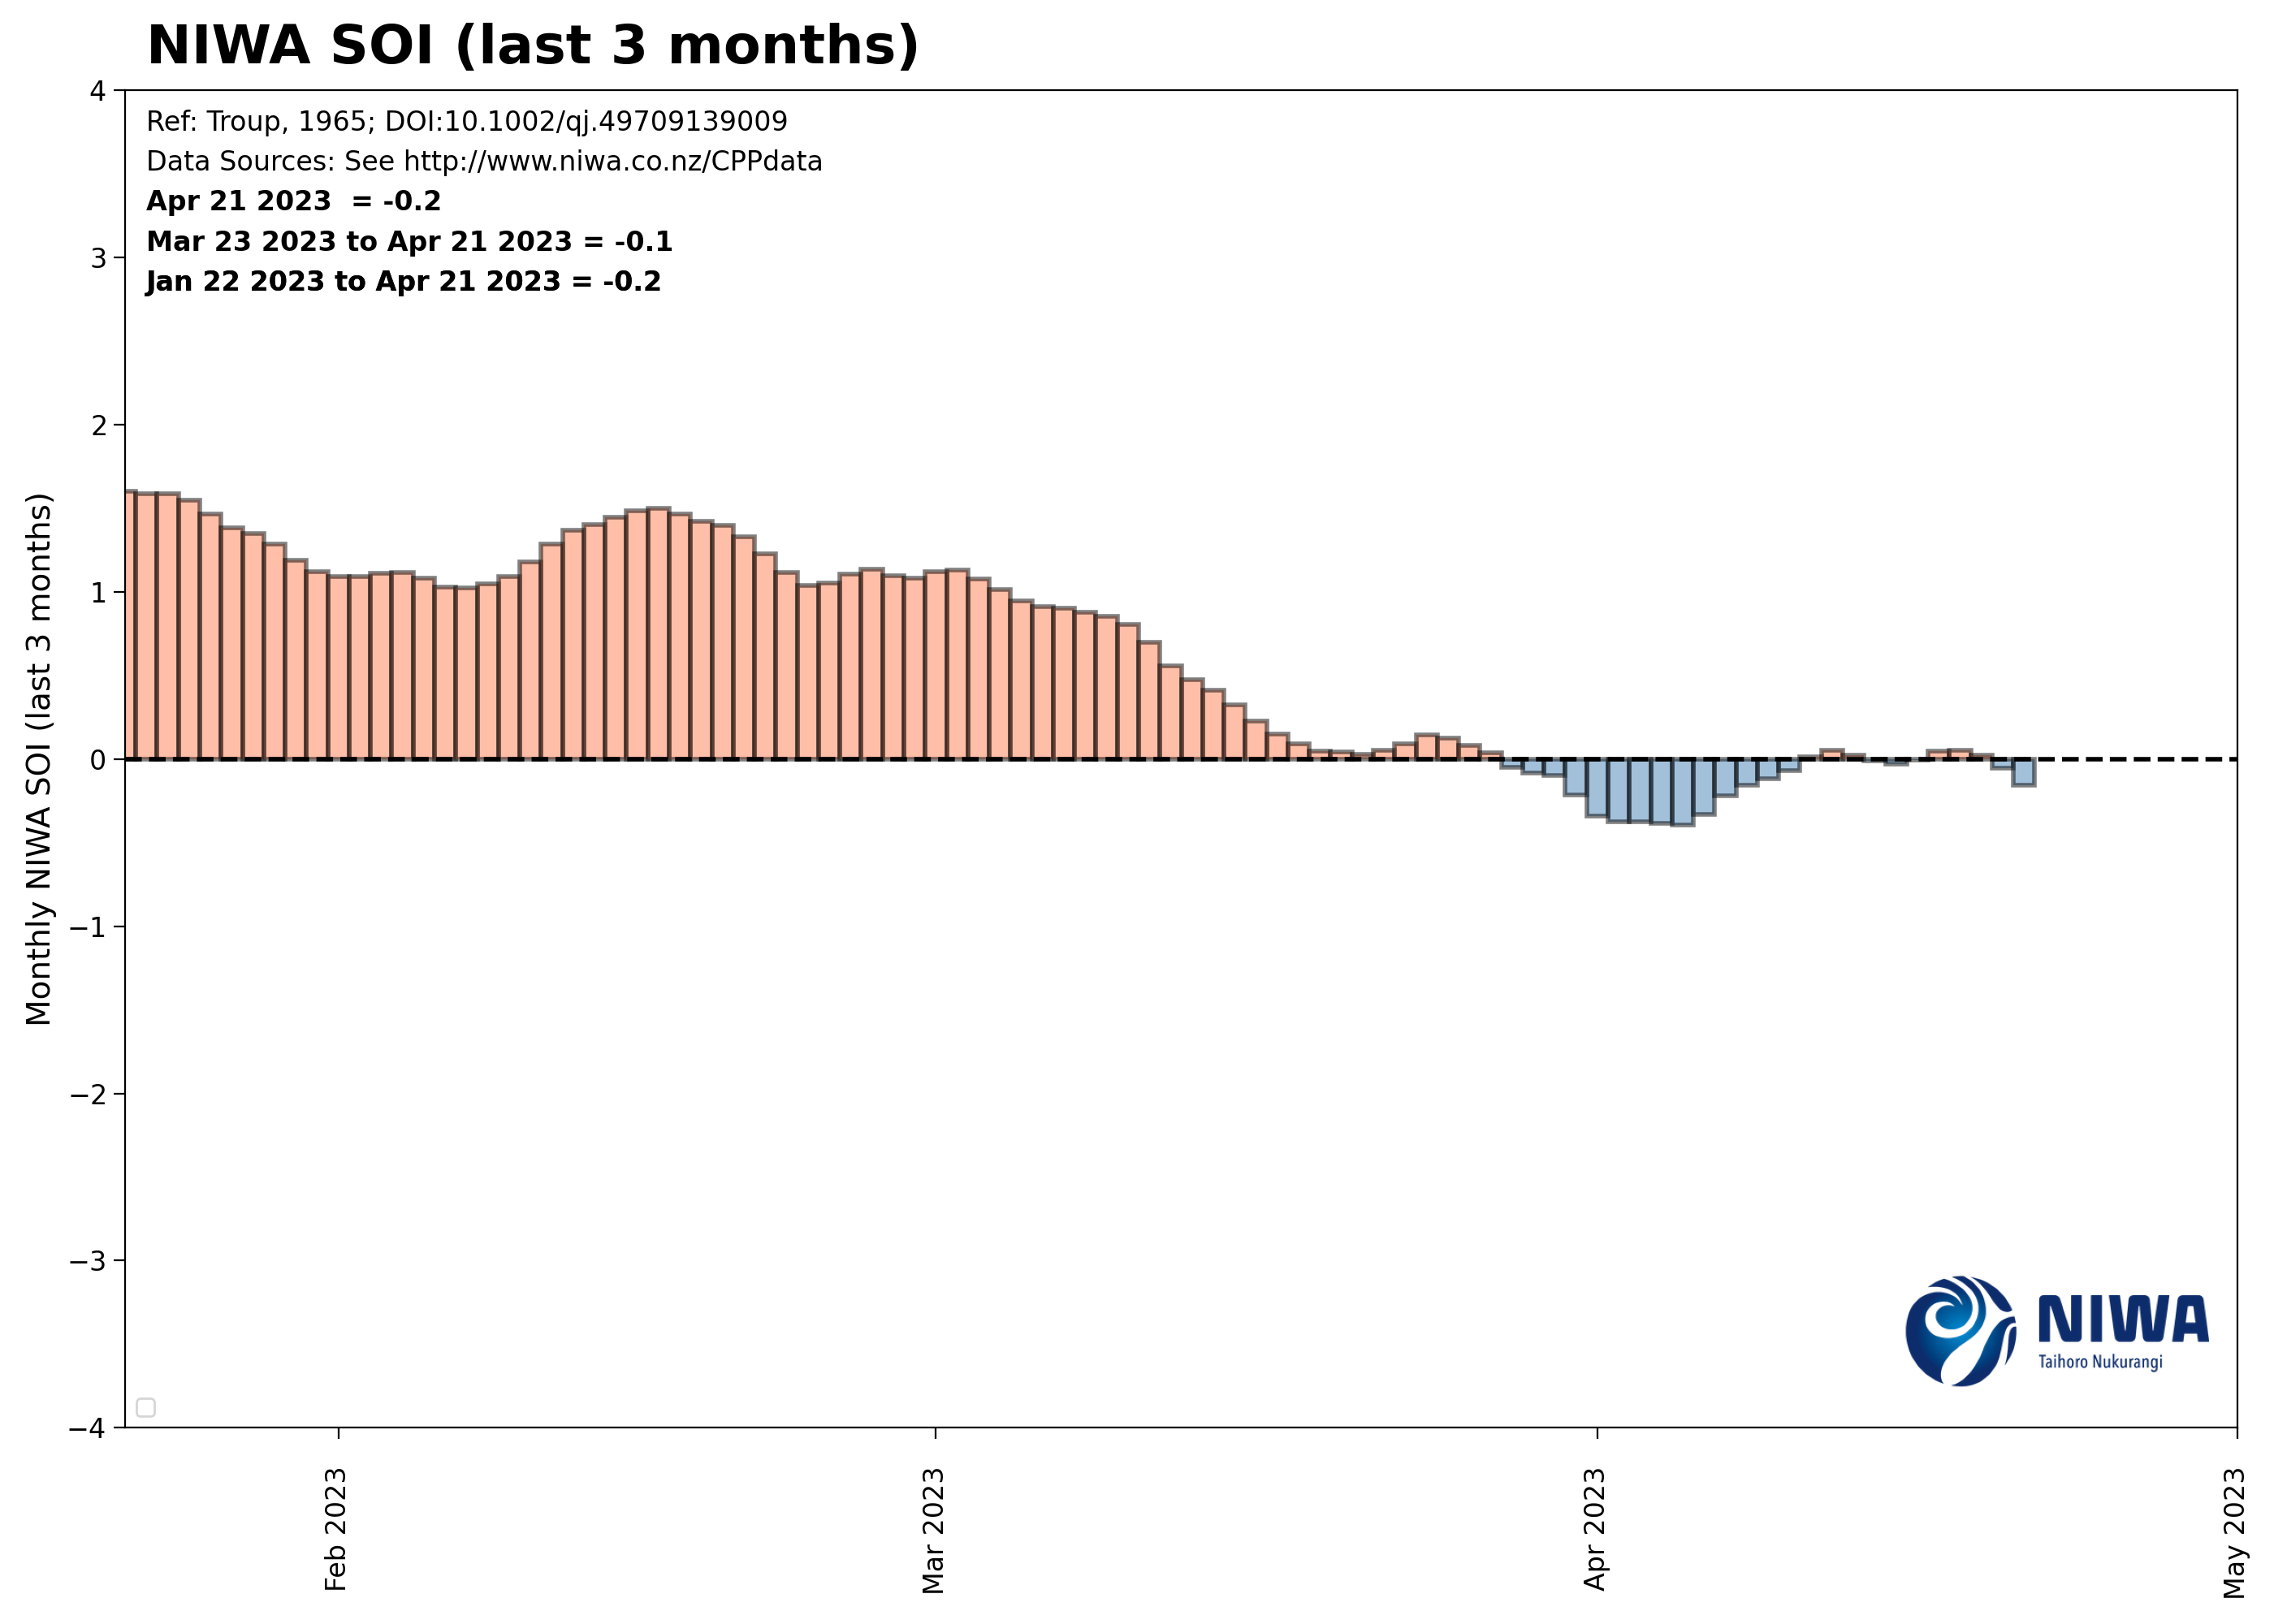 NIWA SOI (last 3 months)
Ref: Troup, 1965; DOI:10.1002/qj.49709139009
Data Sources: See http://www.niwa.co.nz/CPPdata
Apr 21 2023  = -0.2
Mar 23 2023 to Apr 21 2023 = -0.1
Jan 22 2023 to Apr 21 2023 = -0.2
Monthly NIWA SOI (last 3 months)
4
3
2
1
0
−1
−2
−3
−4
NIWA
Taihoro Nukurangi
Feb 2023
Mar 2023
Apr 2023
May 2023